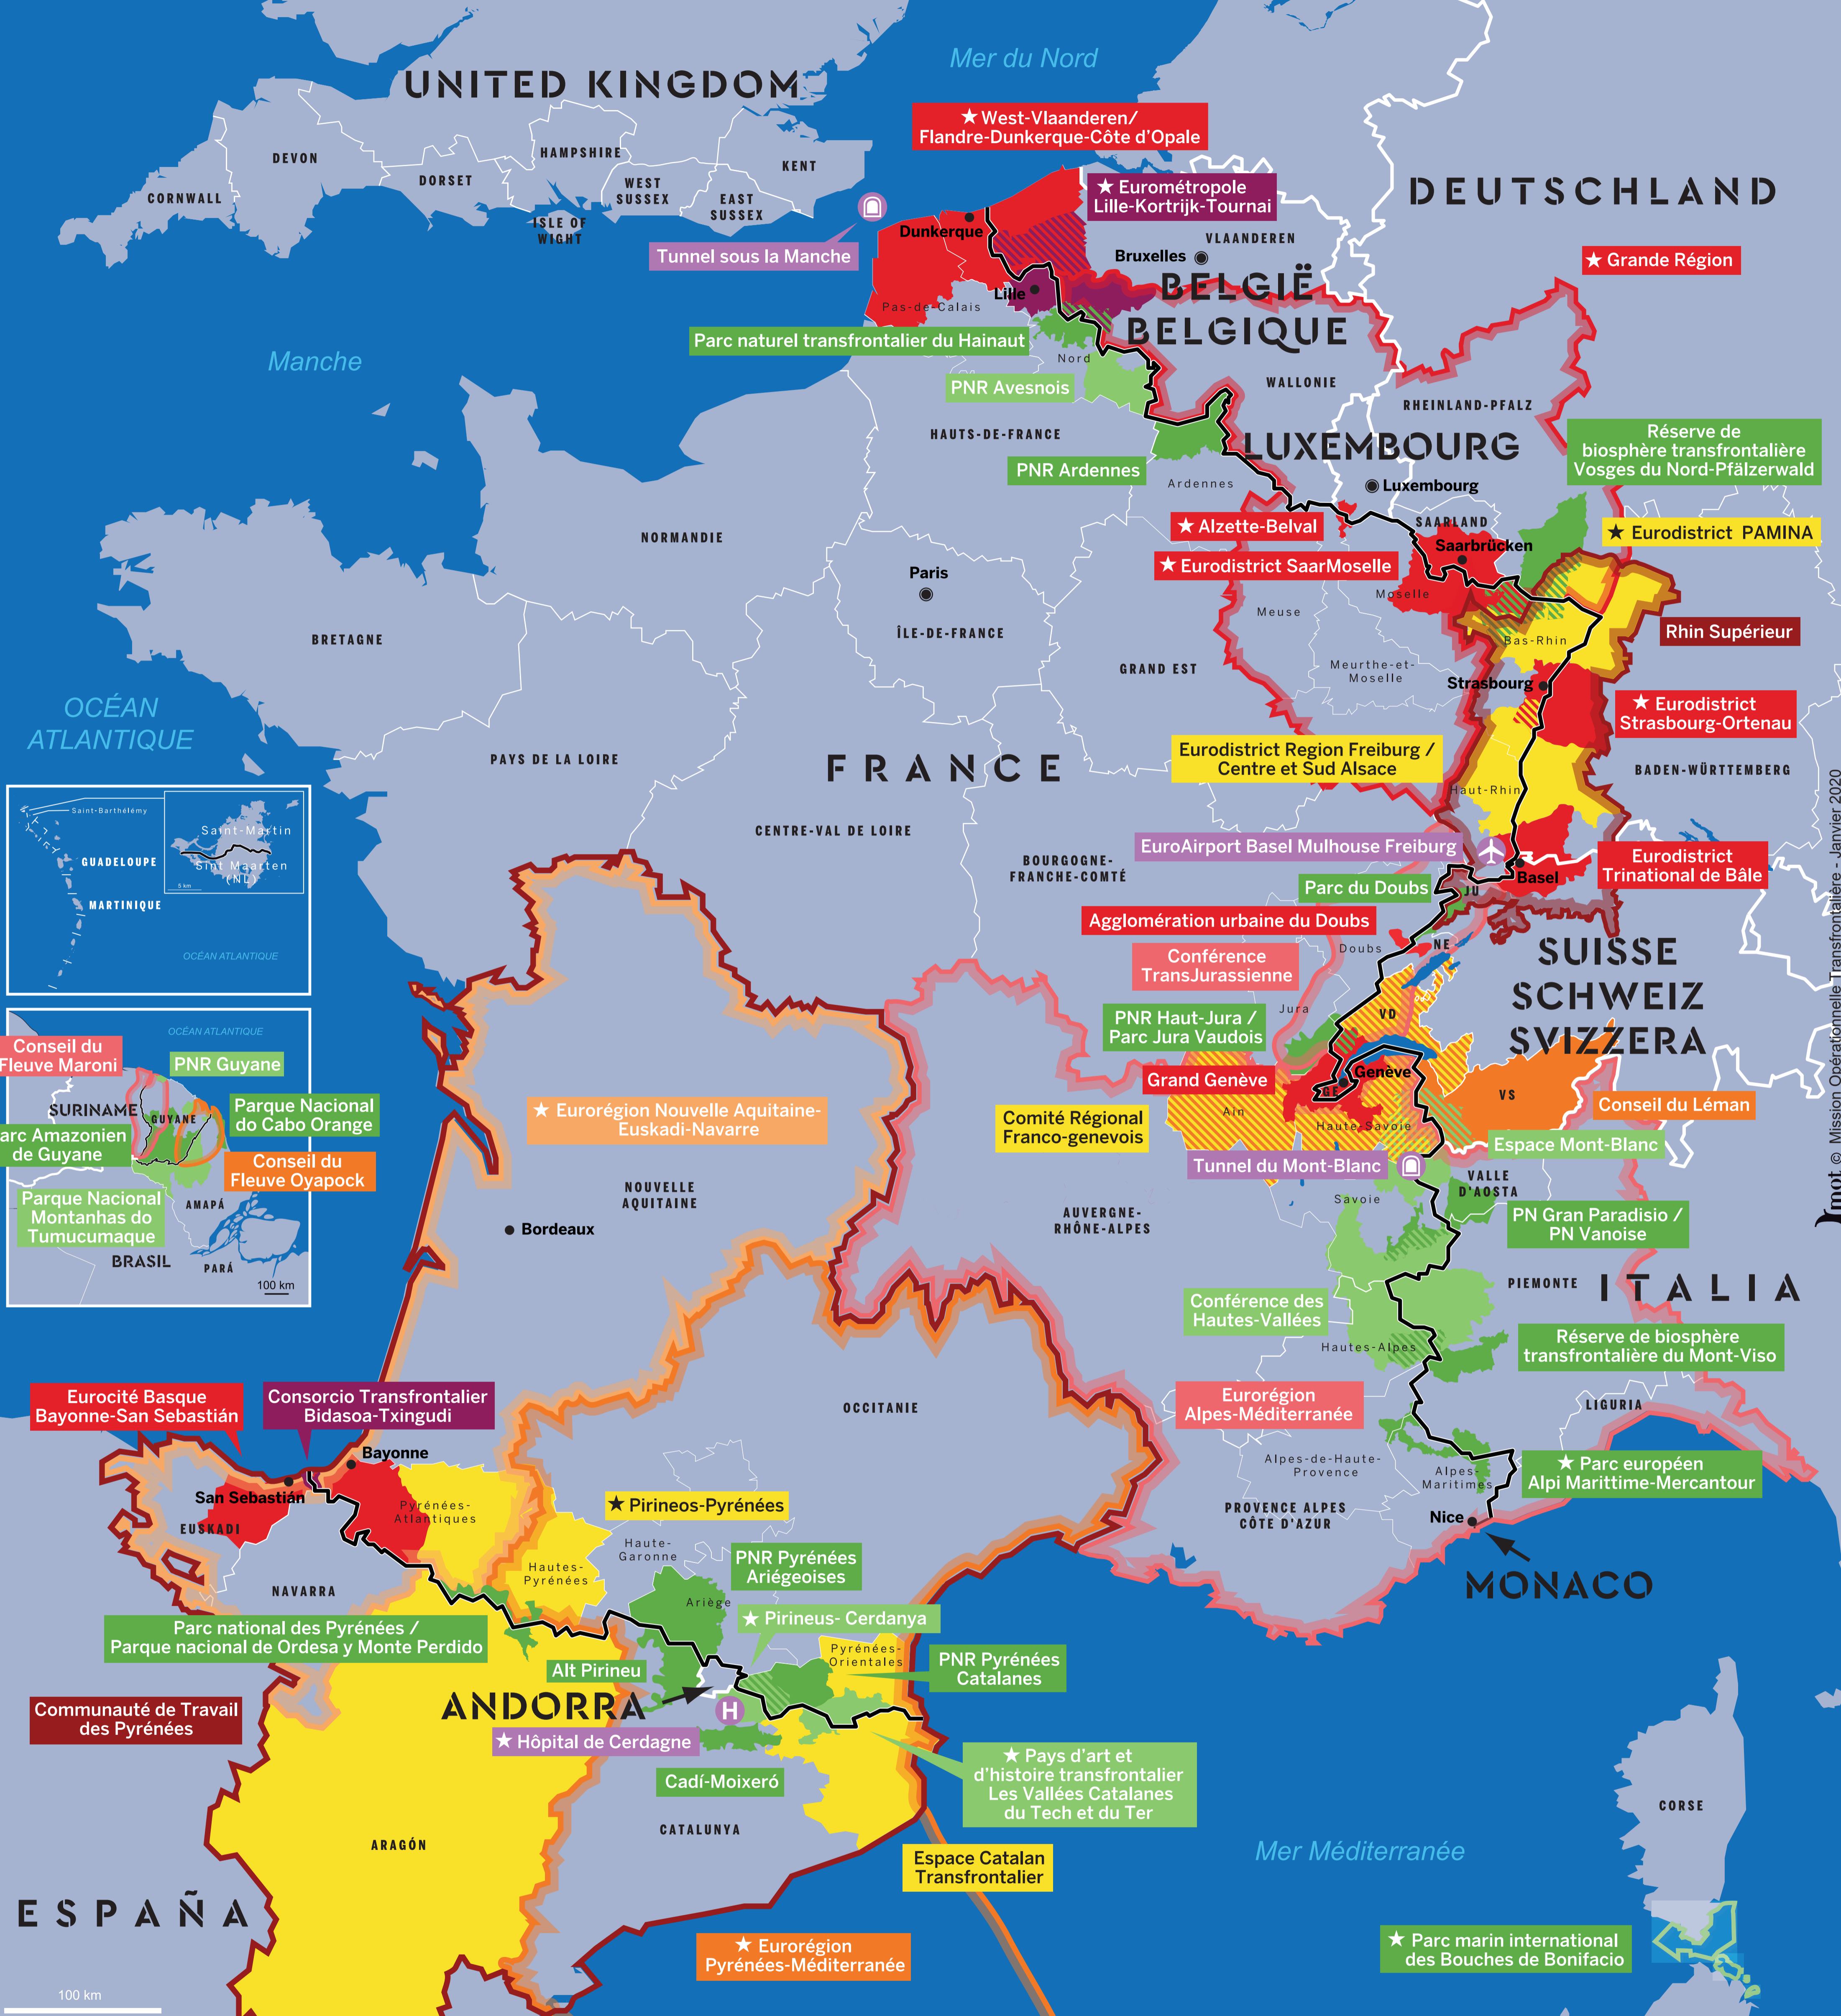 Mer du Nord
UNITED KINGDOM
DEVON
CORNWALL
DORSET
HAMPSHIRE
ISLE OF
WIGHT
WEST
SUSSEX
EAST
SUSSEX
KENT
★ West-Vlaanderen/
Flandre-Dunkerque-Côte d'Opale
★ Eurométropole
Lille-Kortrijk-Tournai
DEUTSCHLAND
Dunkerque
Tunnel sous la Manche
Bruxelles
VLAANDEREN
BELGIË
BELGIQUE
★ Grande Région
Lille
Pas-de-Calais
Parc naturel transfrontalier du Hainaut
Nord
Manche
PNR Avesnois
WALLONIE
RHEINLAND-PFALZ
HAUTS-DE-FRANCE
LUXEMBOURG
Réserve de
biosphère transfrontalière
Vosges du Nord-Pfälzerwald
PNR Ardennes
Ardennes
Luxembourg
★ Alzette-Belval
SAARLAND
★ Eurodistrict PAMINA
NORMANDIE
Saarbrücken
★ Eurodistrict SaarMoselle
Paris
Moselle
Meuse
ÎLE-DE-FRANCE
BRETAGNE
Bas-Rhin
Rhin Supérieur
GRAND EST
Meurthe-et-
Moselle
Strasbourg
★ Eurodistrict
Strasbourg-Ortenau
OCÉAN
ATLANTIQUE
PAYS DE LA LOIRE
FRANCE
Eurodistrict Region Freiburg /
Centre et Sud Alsace
BADEN-WÜRTTEMBERG
Haut-Rhin
CENTRE-VAL DE LOIRE
EuroAirport Basel Mulhouse Freiburg
BOURGOGNE-
FRANCHE-COMTÉ
Eurodistrict
Trinational de Bâle
Basel
Parc du Doubs
JU
Agglomération urbaine du Doubs
Doubs
NE
Conférence
TransJurassienne
SUISSE
SCHWEIZ
SVIZZERA
Jura
VD
PNR Haut-Jura /
Parc Jura Vaudois
Grand Genève
Genève
GE
VS
Conseil du Léman
Ain
Comité Régional
Franco-genevois
Haute-Savoie
Espace Mont-Blanc
Tunnel du Mont-Blanc
VALLE
D'AOSTA
Savoie
PN Gran Paradisio /
PN Vanoise
AUVERGNE-
RHÔNE-ALPES
PIEMONTE
ITALIA
Conférence des
Hautes-Vallées
Hautes-Alpes
Réserve de biosphère
transfrontalière du Mont-Viso
Eurorégion
Alpes-Méditerranée
LIGURIA
Alpes-de-Haute-
Provence
Alpes-
Maritimes
★ Parc européen
Alpi Marittime-Mercantour
PROVENCE ALPES
CÔTE D'AZUR
Nice
MONACO
Saint-Barthélémy
Saint-Martin
Sint Maarten
(NL)
5 km
GUADELOUPE
MARTINIQUE
OCÉAN ATLANTIQUE
OCÉAN ATLANTIQUE
Conseil du
Fleuve Maroni
PNR Guyane
SURINAME
GUYANE
Parque Nacional
do Cabo Orange
arc Amazonien
de Guyane
Conseil du
Fleuve Oyapock
Parque Nacional
Montanhas do
Tumucumaque
AMAPÁ
BRASIL
PARÁ
100 km
★ Eurorégion Nouvelle Aquitaine-
Euskadi-Navarre
NOUVELLE
AQUITAINE
Bordeaux
OCCITANIE
Eurocité Basque
Bayonne-San Sebastián
Consorcio Transfrontalier
Bidasoa-Txingudi
Bayonne
San Sebastián
EUSKADI
Pyrénées-
Atlantiques
★ Pirineos-Pyrénées
Haute-
Garonne
Hautes-
Pyrénées
NAVARRA
PNR Pyrénées
Ariégeoises
Ariège
★ Pirineus- Cerdanya
Parc national des Pyrénées /
Parque nacional de Ordesa y Monte Perdido
Pyrénées-
Orientales
PNR Pyrénées
Catalanes
Alt Pirineu
ANDORRA
H
★ Hôpital de Cerdagne
Communauté de Travail
des Pyrénées
Cadí-Moixeró
★ Pays d'art et
d'histoire transfrontalier
Les Vallées Catalanes
du Tech et du Ter
CATALUNYA
ARAGÓN
Espace Catalan
Transfrontalier
ESPAÑA
★ Eurorégion
Pyrénées-Méditerranée
Mer Méditerranée
CORSE
★ Parc marin international
des Bouches de Bonifacio
100 km
mot © Mission Opérationnelle Transfrontalière - Janvier 2020